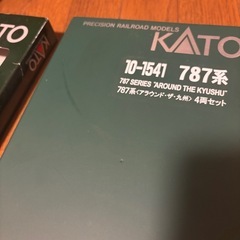 PRECISION RAILROAD MODELS
KATO
10-1541 787系
787 SERIES "AROUND THE KYUSHU"
787系〈アラウンド・ザ・九州〉4両セット
TO